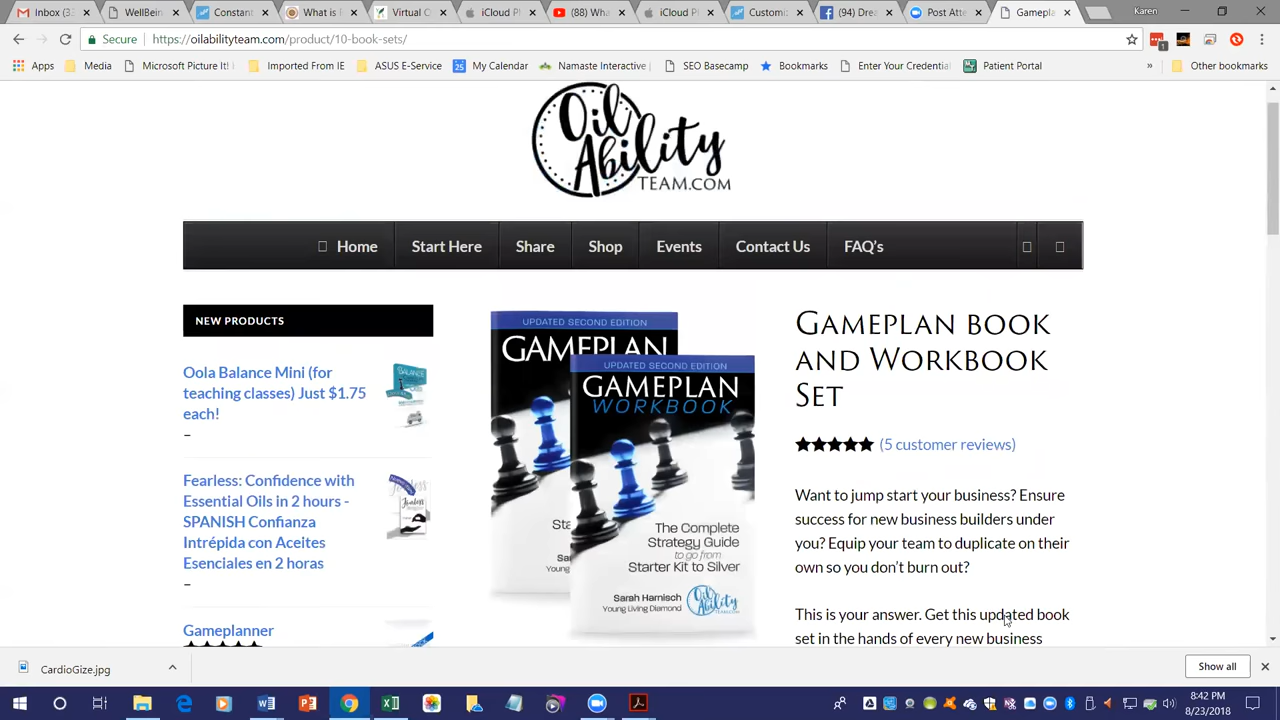 Inbox (33
WellBein
Constant
What is I
Virtual C
iCloud Pl
(88) Wha
iCloud Pl
Customiz
(94) Drea
Post Atte
Gamepla
Karen
Secure
https://oilabilityteam.com/product/10-book-sets/
1
Apps
Media
Microsoft Picture It!
Imported From IE
ASUS E-Service
25
My Calendar
Namaste Interactive
SEO Basecamp
Bookmarks
Enter Your Credential
Patient Portal
»
Other bookmarks
Oil Ability
TEAM.COM
Home
Start Here
Share
Shop
Events
Contact Us
FAQ's
NEW PRODUCTS
Oola Balance Mini (for
teaching classes) Just $1.75
each!
–
Fearless: Confidence with
Essential Oils in 2 hours -
SPANISH Confianza
Intrépida con Aceites
Esenciales en 2 horas
–
Gameplanner
UPDATED SECOND EDITION
GAMEPLAN
UPDATED SECOND EDITION
GAMEPLAN
WORKBOOK
The Complete
Strategy Guide
to go from
Starter Kit to Silver
Sarah Harnisch
Young Living Diamond
Oil Ability
TEAM.COM
Gameplan book
and Workbook
Set
(5 customer reviews)
Want to jump start your business? Ensure
success for new business builders under
you? Equip your team to duplicate on their
own so you don't burn out?
This is your answer. Get this updated book
set in the hands of every new business
CardioGize.jpg
Show all
8:42 PM
8/23/2018